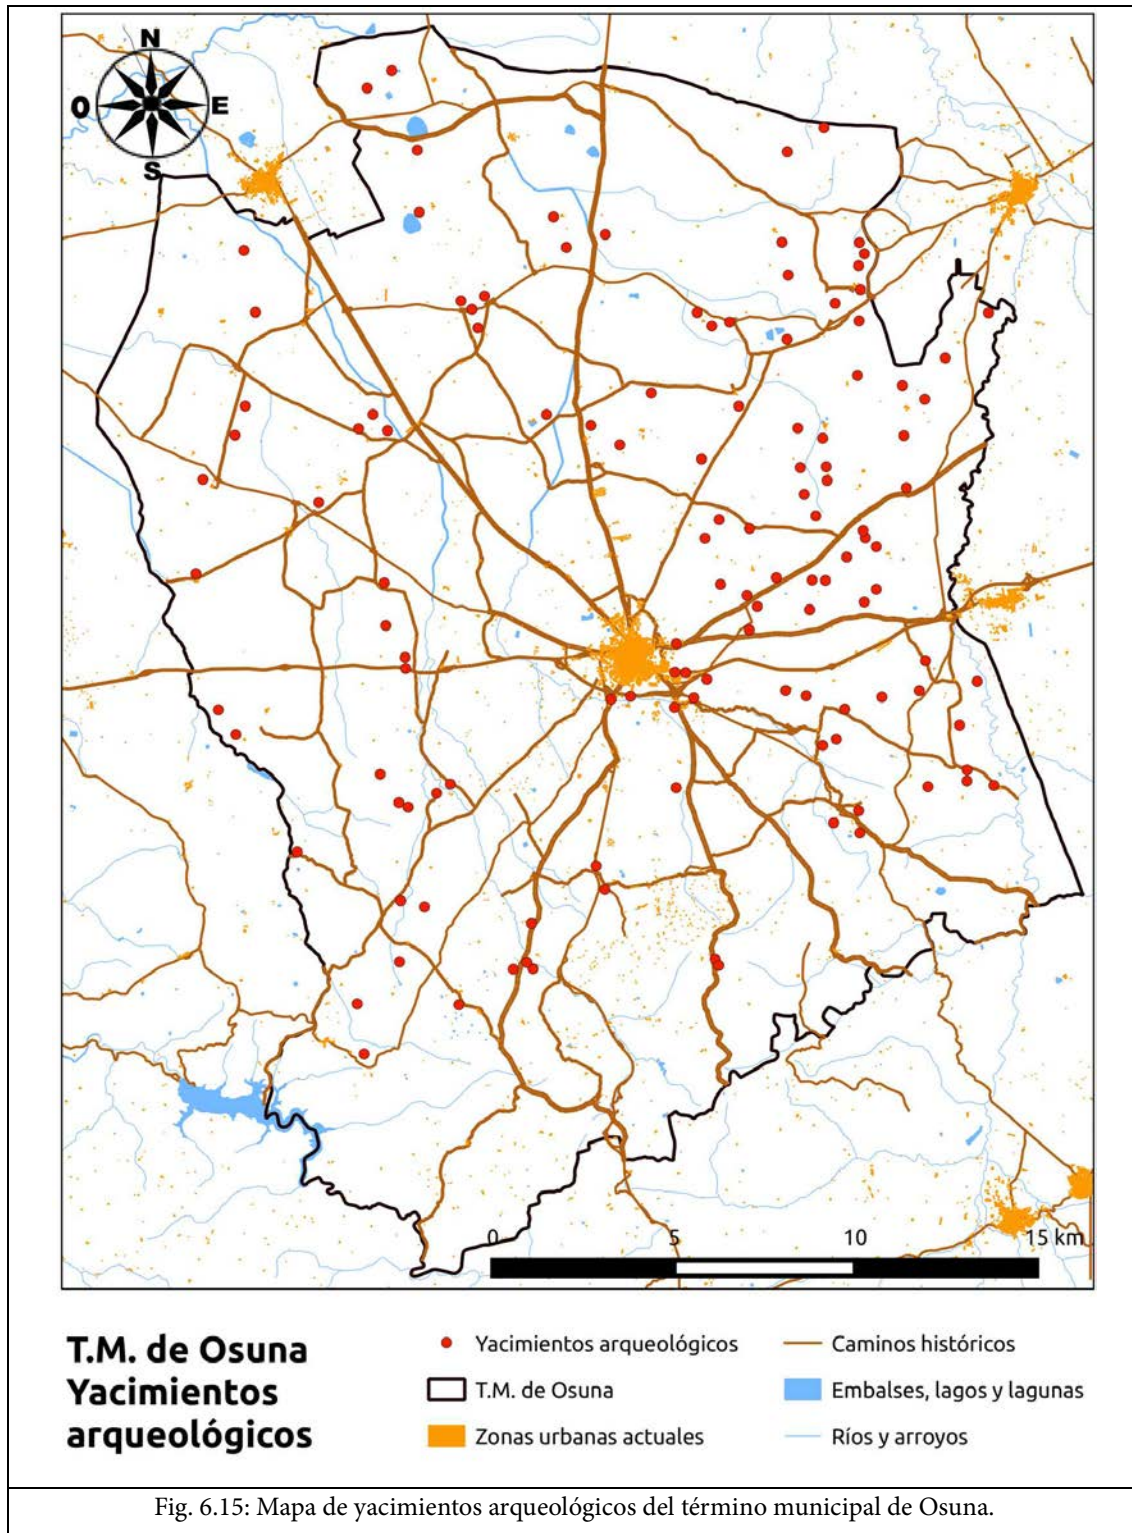 N
O E
S
0 5 10 15 km
T.M. de Osuna
Yacimientos
arqueológicos
Yacimientos arqueológicos
T.M. de Osuna
Zonas urbanas actuales
Caminos históricos
Embalses, lagos y lagunas
Ríos y arroyos
Fig. 6.15: Mapa de yacimientos arqueológicos del término municipal de Osuna.